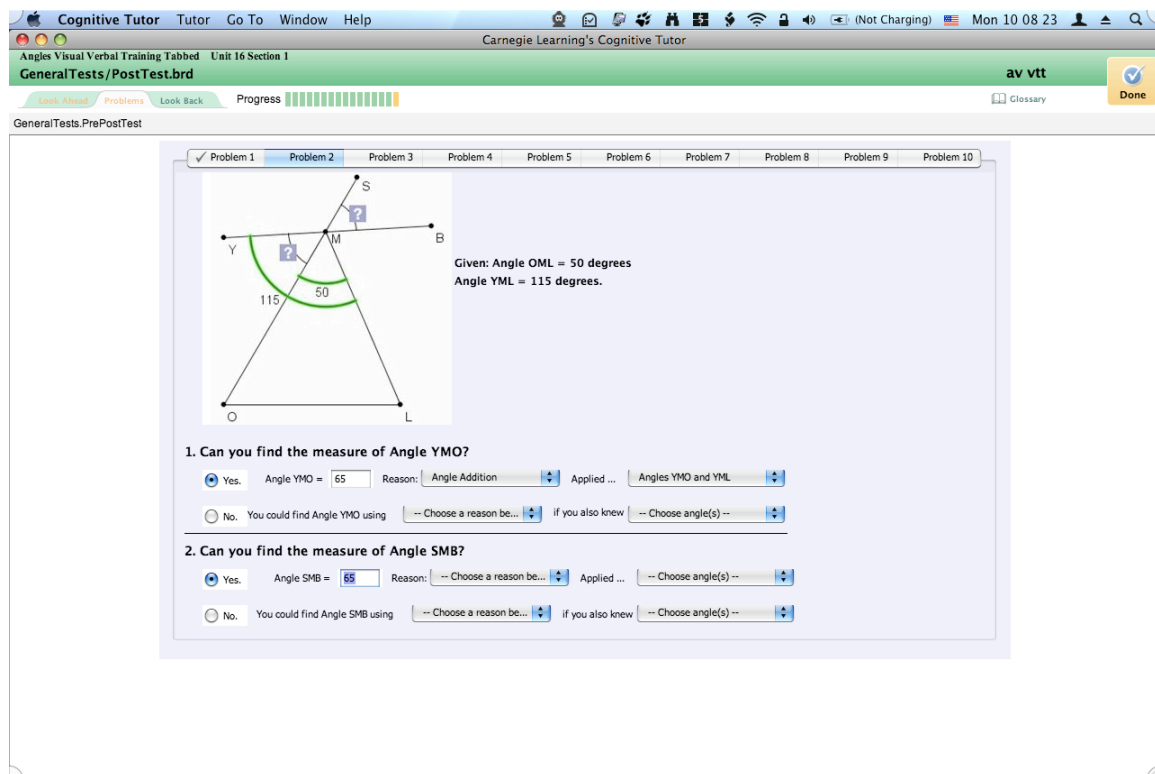 Cognitive Tutor Tutor Go To Window Help (Not Charging) Mon 10 08 23
Carnegie Learning's Cognitive Tutor
Angles Visual Verbal Training Tabbed Unit 16 Section 1
GeneralTests/PostTest.brd av vtt
Done
Look Ahead Problems Look Back Progress Glossary
GeneralTests.PrePostTest
Problem 1 Problem 2 Problem 3 Problem 4 Problem 5 Problem 6 Problem 7 Problem 8 Problem 9 Problem 10
S
?
Y M B
?
50
115
O L
Given: Angle OML = 50 degrees
Angle YML = 115 degrees.
1. Can you find the measure of Angle YMO?
Yes. Angle YMO = 65 Reason: Angle Addition Applied ... Angles YMO and YML
No. You could find Angle YMO using -- Choose a reason be... if you also knew -- Choose angle(s) --
2. Can you find the measure of Angle SMB?
Yes. Angle SMB = 65 Reason: -- Choose a reason be... Applied ... -- Choose angle(s) --
No. You could find Angle SMB using -- Choose a reason be... if you also knew -- Choose angle(s) --